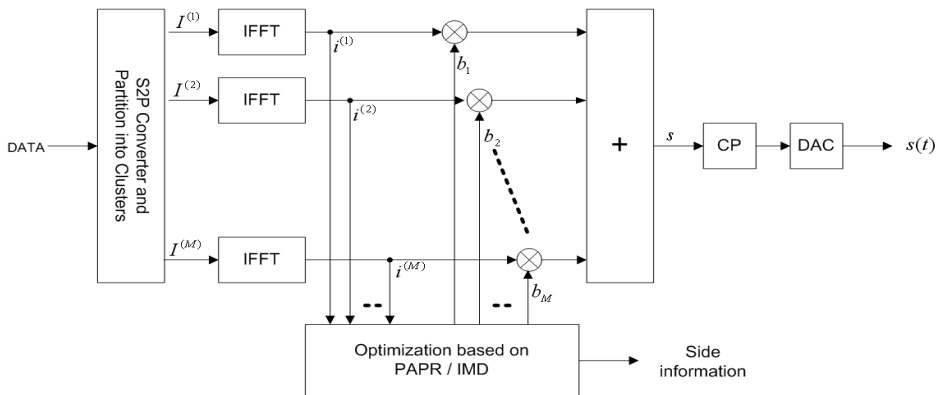 DATA
S2P Converter and
Partition into Clusters
I^(1)
IFFT
i^(1)
b_1
I^(2)
IFFT
i^(2)
b_2
I^(M)
IFFT
i^(M)
b_M
+
s
CP
DAC
s(t)
Optimization based on
PAPR / IMD
Side
information